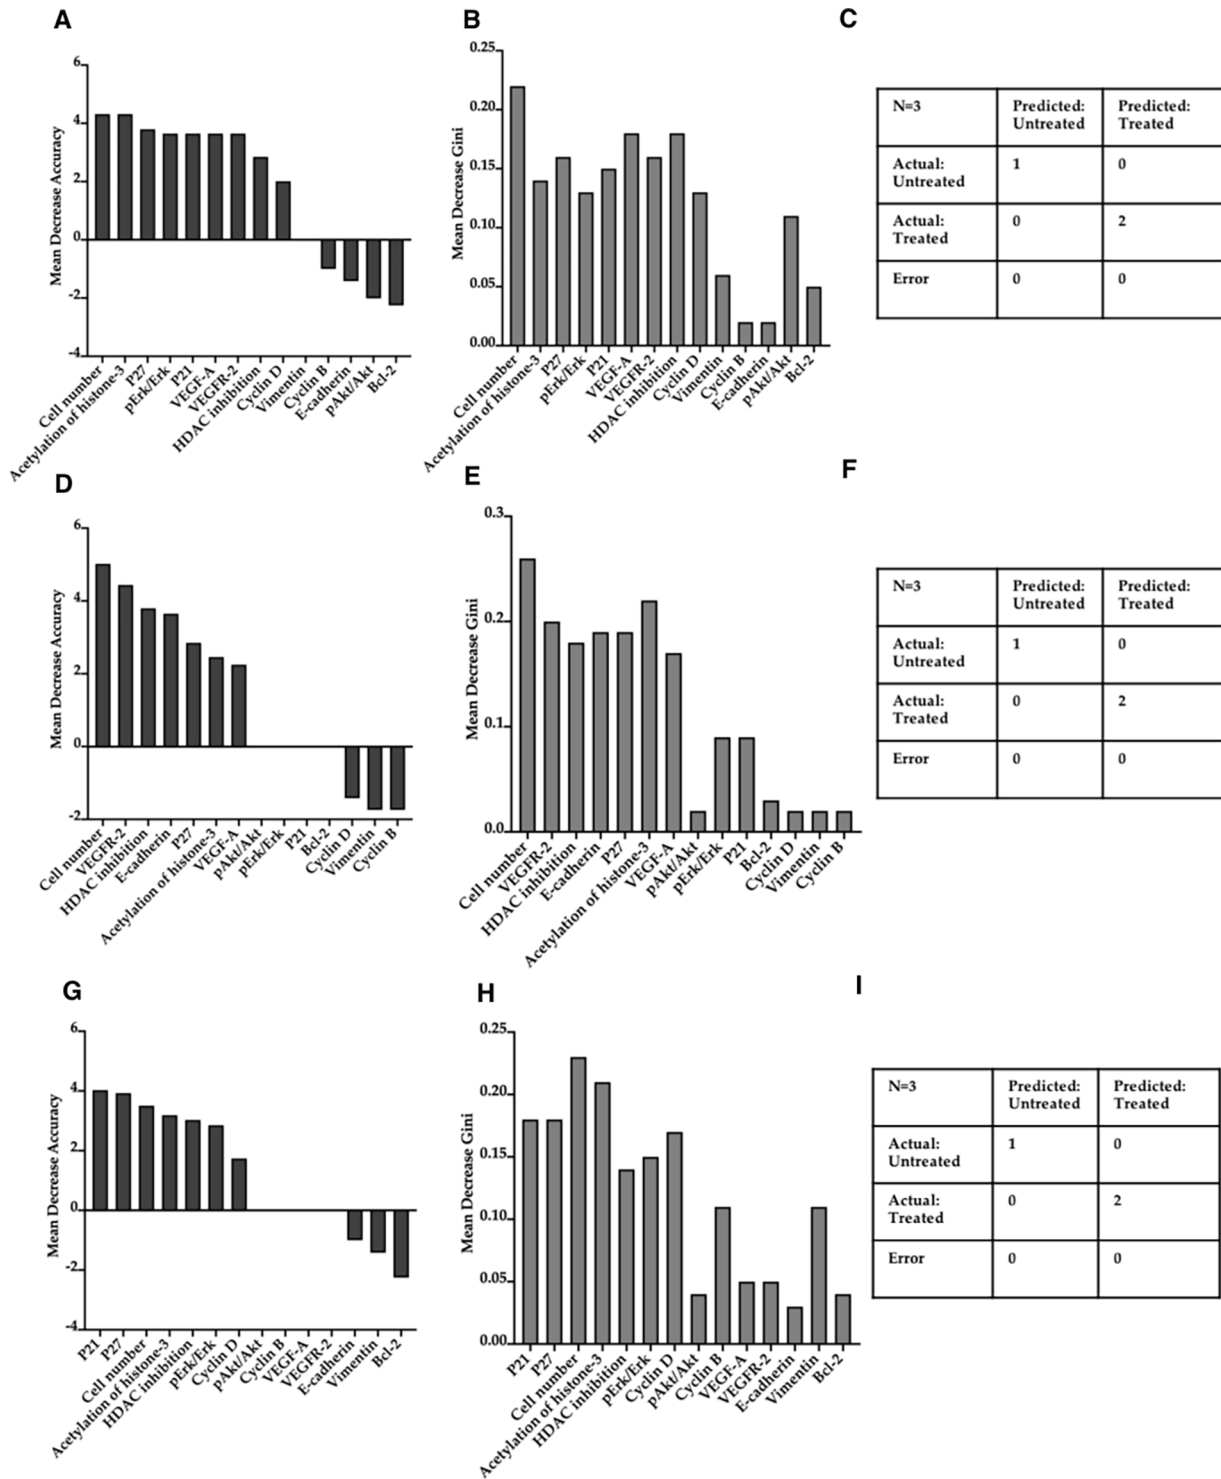 A
Mean Decrease Accuracy
6
4
2
0
-2
-4
Cell number
Acetylation of histone-3
P27
pErk/Erk
P21
VEGF-A
VEGFR-2
HDAC inhibition
Cyclin D
Vimentin
Cyclin B
E-cadherin
pAkt/Akt
Bcl-2
B
Mean Decrease Gini
0.25
0.20
0.15
0.10
0.05
0.00
Cell number
Acetylation of histone-3
P27
pErk/Erk
P21
VEGF-A
VEGFR-2
HDAC inhibition
Cyclin D
Vimentin
Cyclin B
E-cadherin
pAkt/Akt
Bcl-2
C
N=3 Predicted: Predicted:
Untreated Treated
Actual: 1 0
Untreated
Actual: 0 2
Treated
Error 0 0
D
Mean Decrease Accuracy
6
4
2
0
-2
Cell number
VEGFR-2
HDAC inhibition
E-cadherin
P27
Acetylation of histone-3
VEGF-A
pAkt/Akt
pErk/Erk
P21
Bcl-2
Cyclin D
Vimentin
Cyclin B
E
Mean Decrease Gini
0.3
0.2
0.1
0.0
Cell number
VEGFR-2
HDAC inhibition
E-cadherin
P27
Acetylation of histone-3
VEGF-A
pAkt/Akt
pErk/Erk
P21
Bcl-2
Cyclin D
Vimentin
Cyclin B
F
N=3 Predicted: Predicted:
Untreated Treated
Actual: 1 0
Untreated
Actual: 0 2
Treated
Error 0 0
G
Mean Decrease Accuracy
6
4
2
0
-2
-4
P21
P27
Cell number
Acetylation of histone-3
HDAC inhibition
pErk/Erk
Cyclin D
pAkt/Akt
Cyclin B
VEGF-A
VEGFR-2
E-cadherin
Vimentin
Bcl-2
H
Mean Decrease Gini
0.25
0.20
0.15
0.10
0.05
0.00
P21
P27
Cell number
Acetylation of histone-3
HDAC inhibition
pErk/Erk
Cyclin D
pAkt/Akt
Cyclin B
VEGF-A
VEGFR-2
E-cadherin
Vimentin
Bcl-2
I
N=3 Predicted: Predicted:
Untreated Treated
Actual: 1 0
Untreated
Actual: 0 2
Treated
Error 0 0